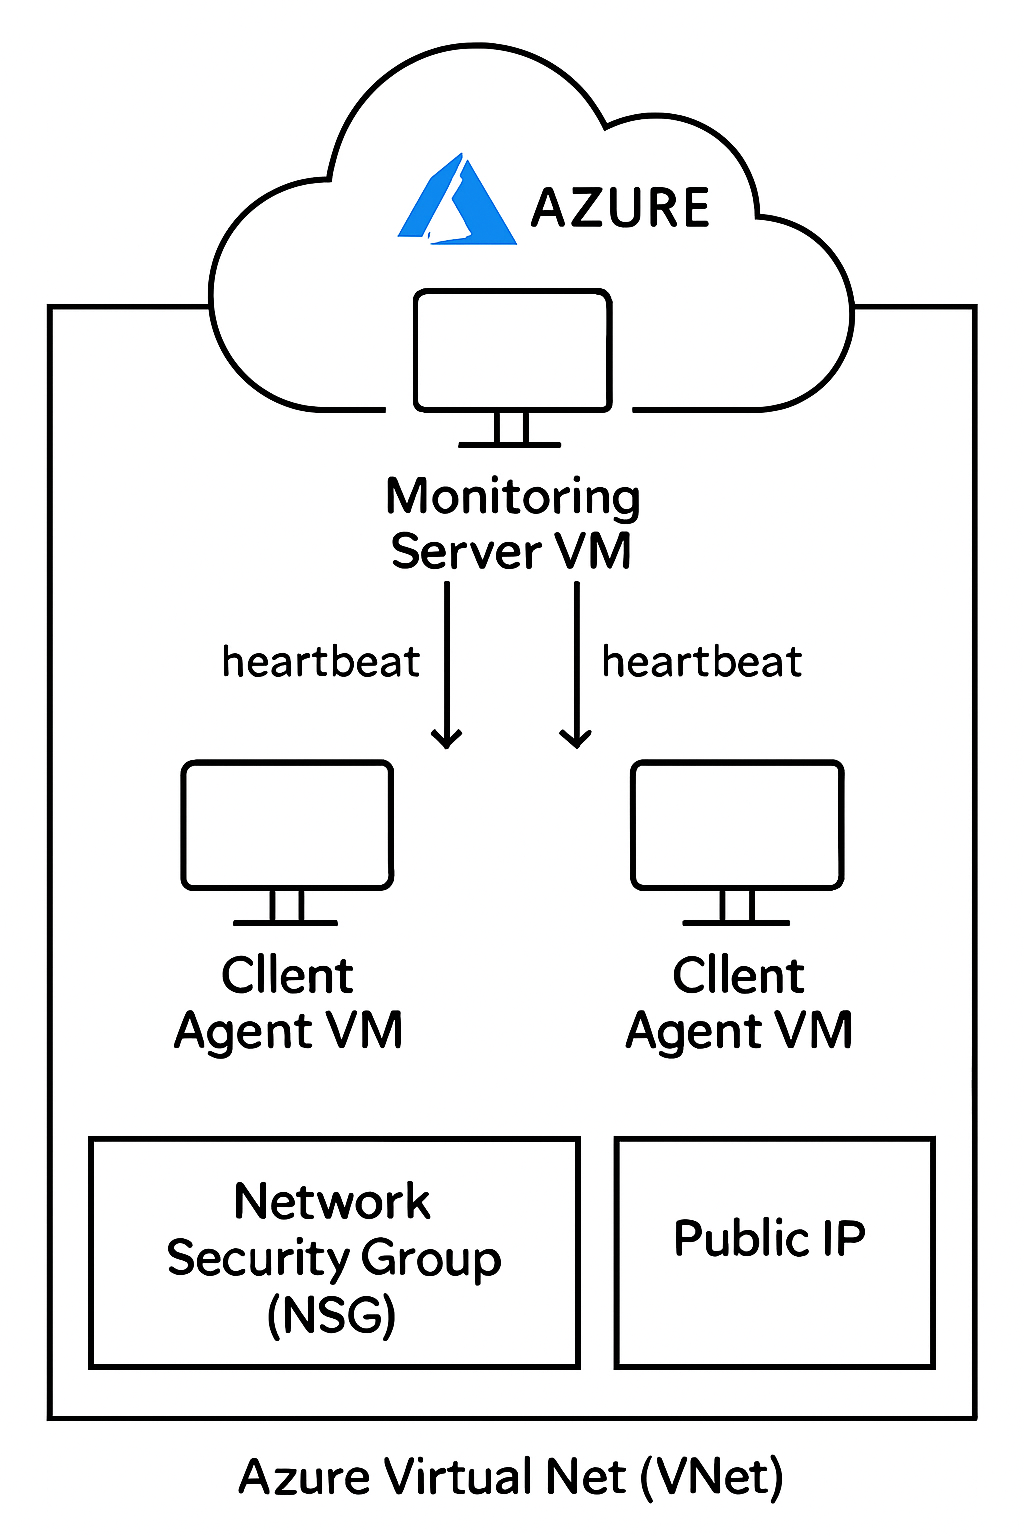 AZURE
Monitoring
Server VM
heartbeat
heartbeat
Cllent
Agent VM
Cllent
Agent VM
Network
Security Group
(NSG)
Public IP
Azure Virtual Net (VNet)